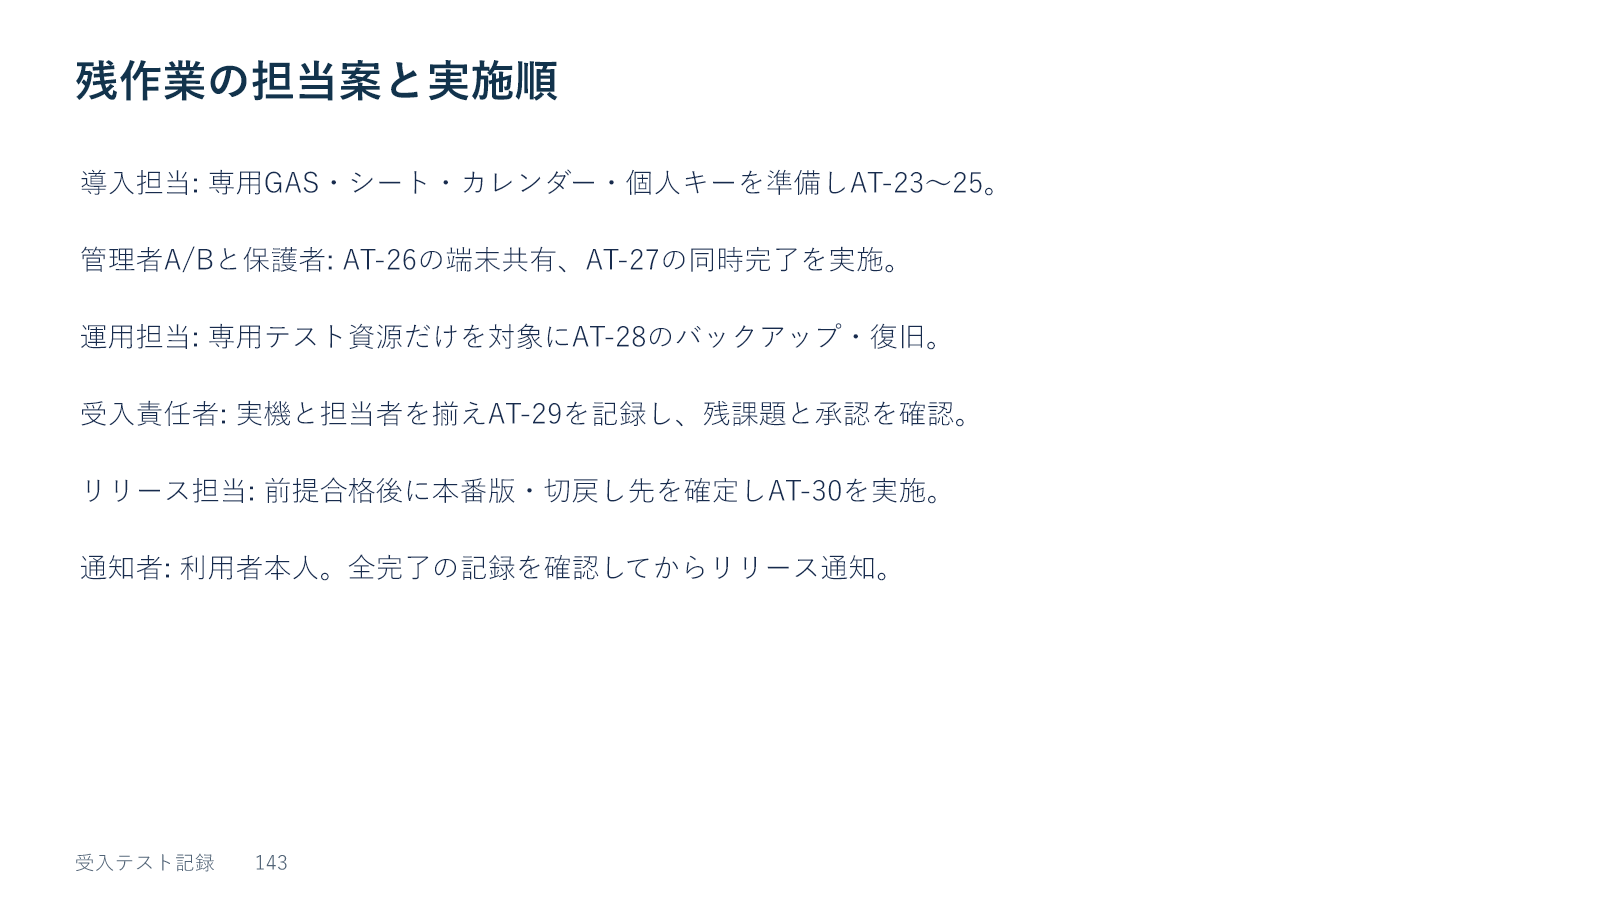 残作業の担当案と実施順
導入担当: 専用GAS・シート・カレンダー・個人キーを準備しAT-23〜25。
管理者A/Bと保護者: AT-26の端末共有、AT-27の同時完了を実施。
運用担当: 専用テスト資源だけを対象にAT-28のバックアップ・復旧。
受入責任者: 実機と担当者を揃えAT-29を記録し、残課題と承認を確認。
リリース担当: 前提合格後に本番版・切戻し先を確定しAT-30を実施。
通知者: 利用者本人。全完了の記録を確認してからリリース通知。
受入テスト記録 143